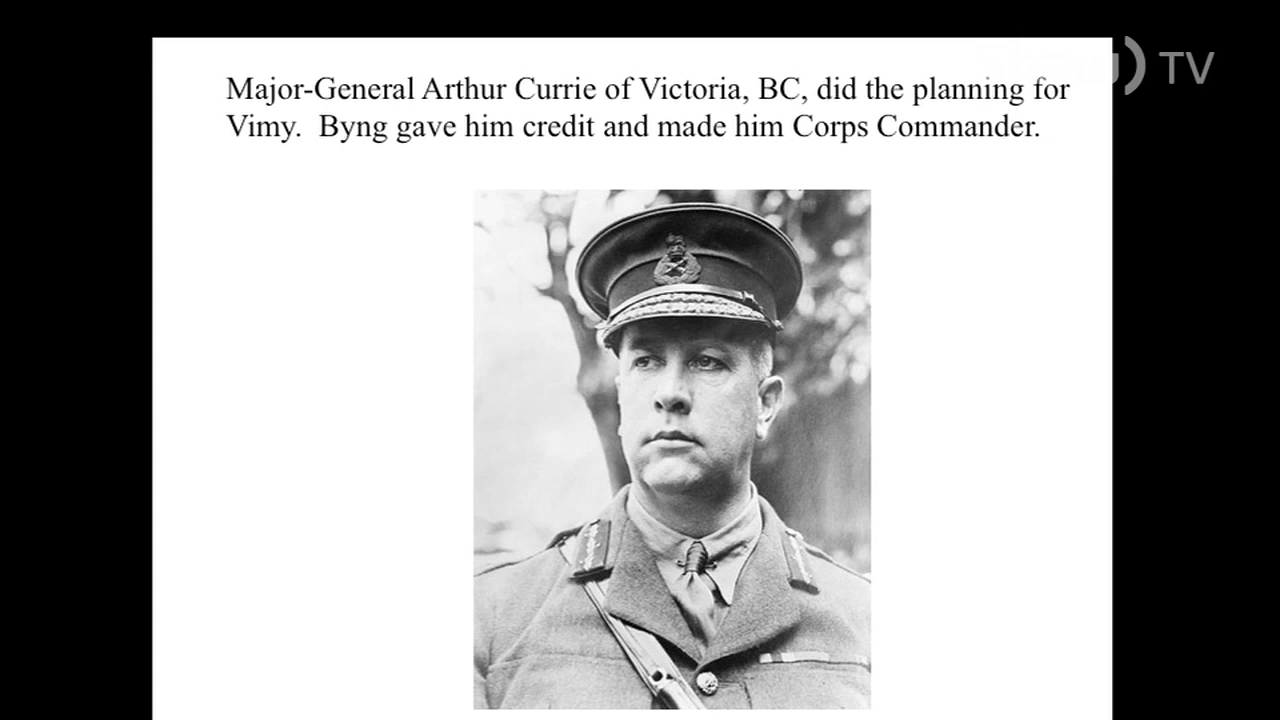 Major-General Arthur Currie of Victoria, BC, did the planning for
Vimy.  Byng gave him credit and made him Corps Commander.
TV